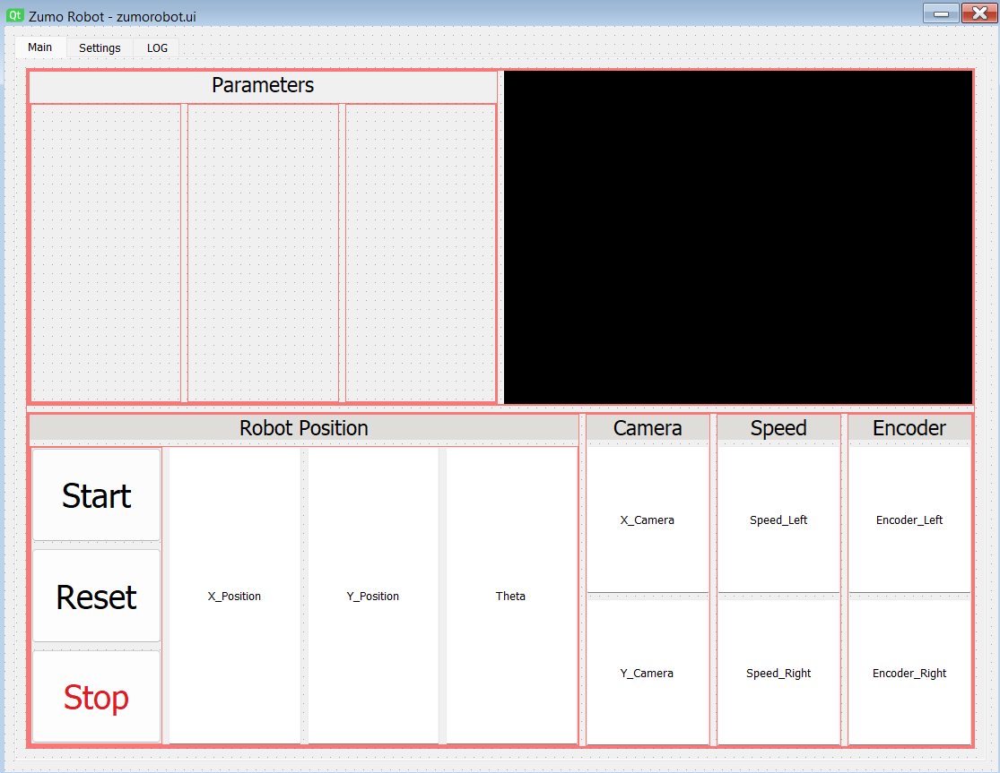 Qt Zumo Robot - zumorobot.ui
Main Settings LOG
Parameters
Robot Position
Camera
Speed
Encoder
Start
Reset
Stop
X_Position
Y_Position
Theta
X_Camera
Speed_Left
Encoder_Left
Y_Camera
Speed_Right
Encoder_Right